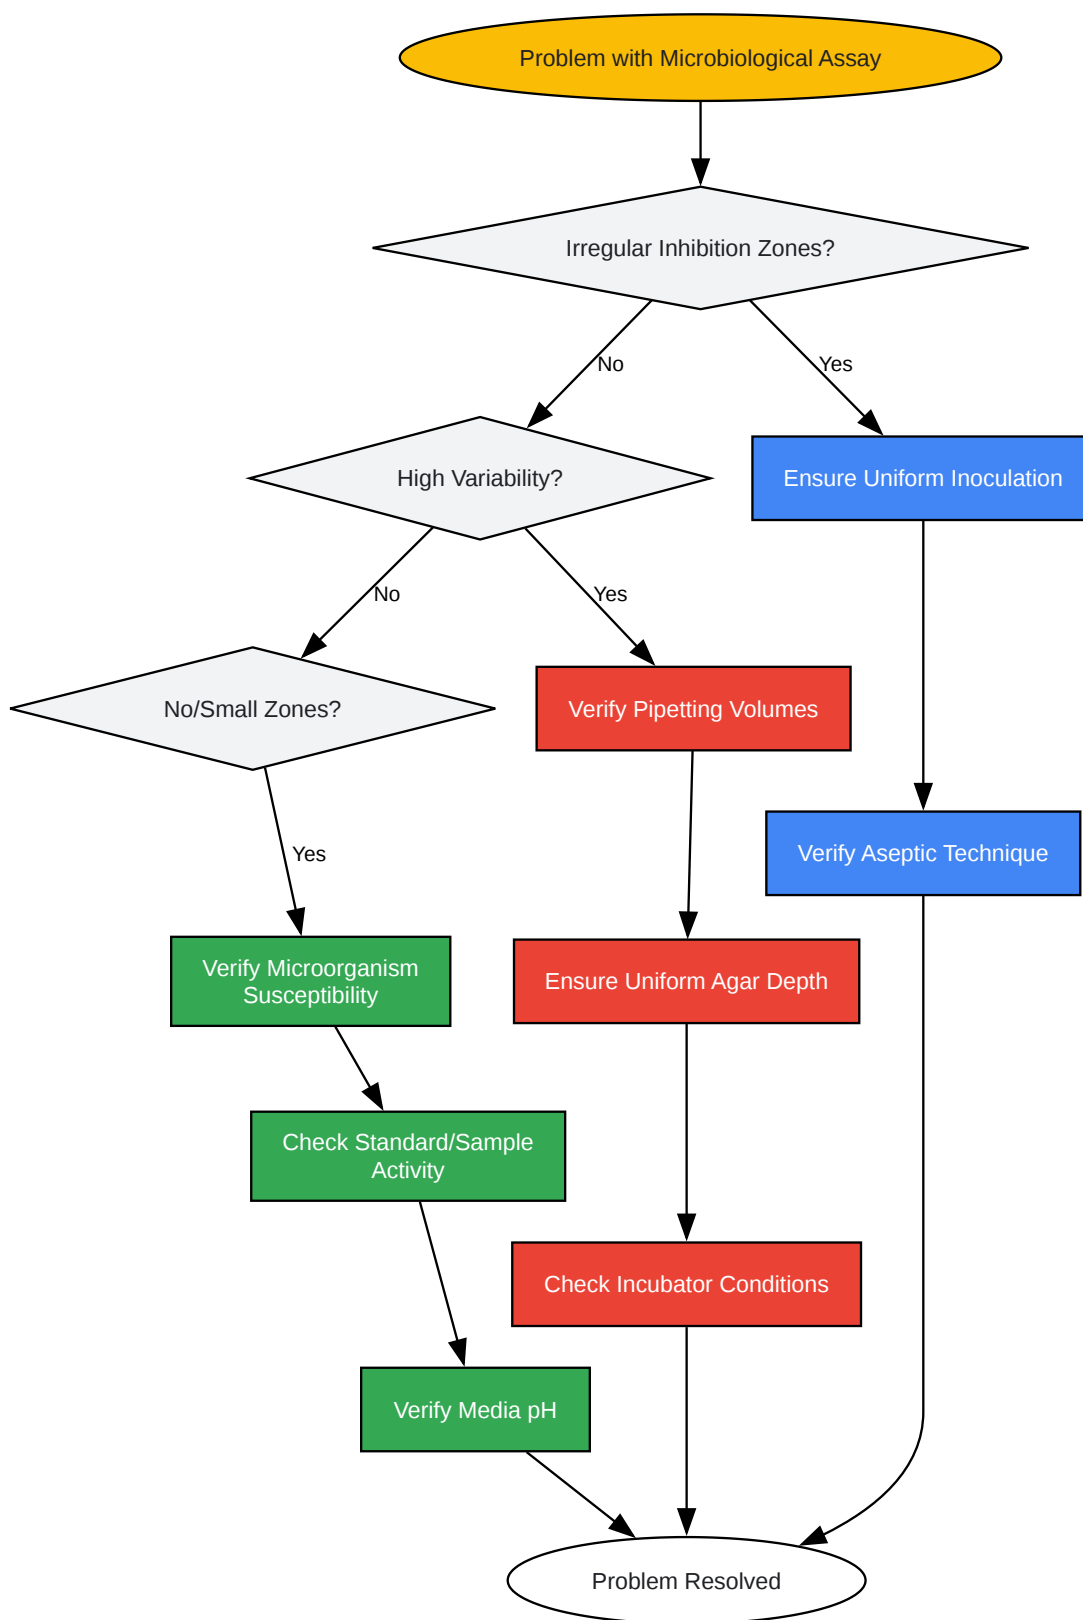 Problem with Microbiological Assay
Irregular Inhibition Zones?
No
Yes
High Variability?
Ensure Uniform Inoculation
No
Yes
No/Small Zones?
Verify Pipetting Volumes
Yes
Verify Aseptic Technique
Verify Microorganism
Susceptibility
Ensure Uniform Agar Depth
Check Standard/Sample
Activity
Check Incubator Conditions
Verify Media pH
Problem Resolved